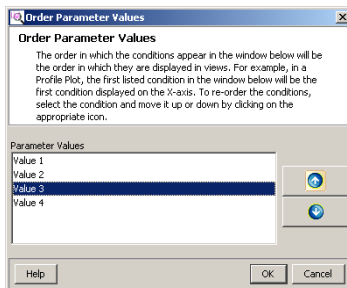 Order Parameter Values
Order Parameter Values
The order in which the conditions appear in the window below will be
the order in which they are displayed in views. For example, in a
Profile Plot, the first listed condition in the window below will be the
first condition displayed on the X-axis. To re-order the conditions,
select the condition and move it up or down by clicking on the
appropriate icon.
Parameter Values
Value 1
Value 2
Value 3
Value 4
Help
OK
Cancel